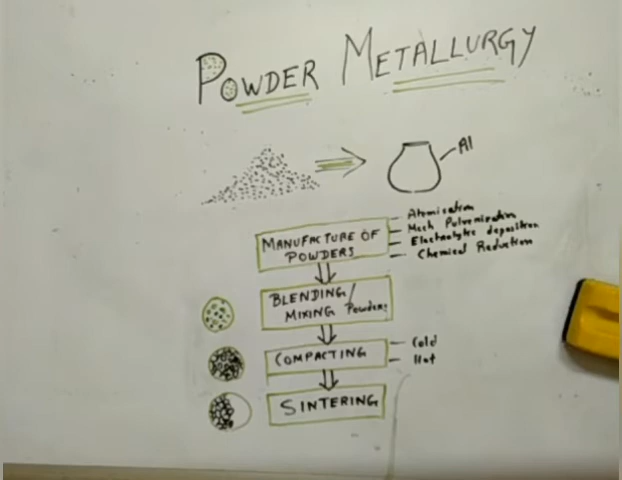 POWDER METALLURGY
Al
MANUFACTURE OF
POWDERS
Atomisation
Mech Pulverization
Electrolytic deposition
Chemical Reduction
BLENDING/
MIXING Powders
COMPACTING
Cold
Hot
SINTERING